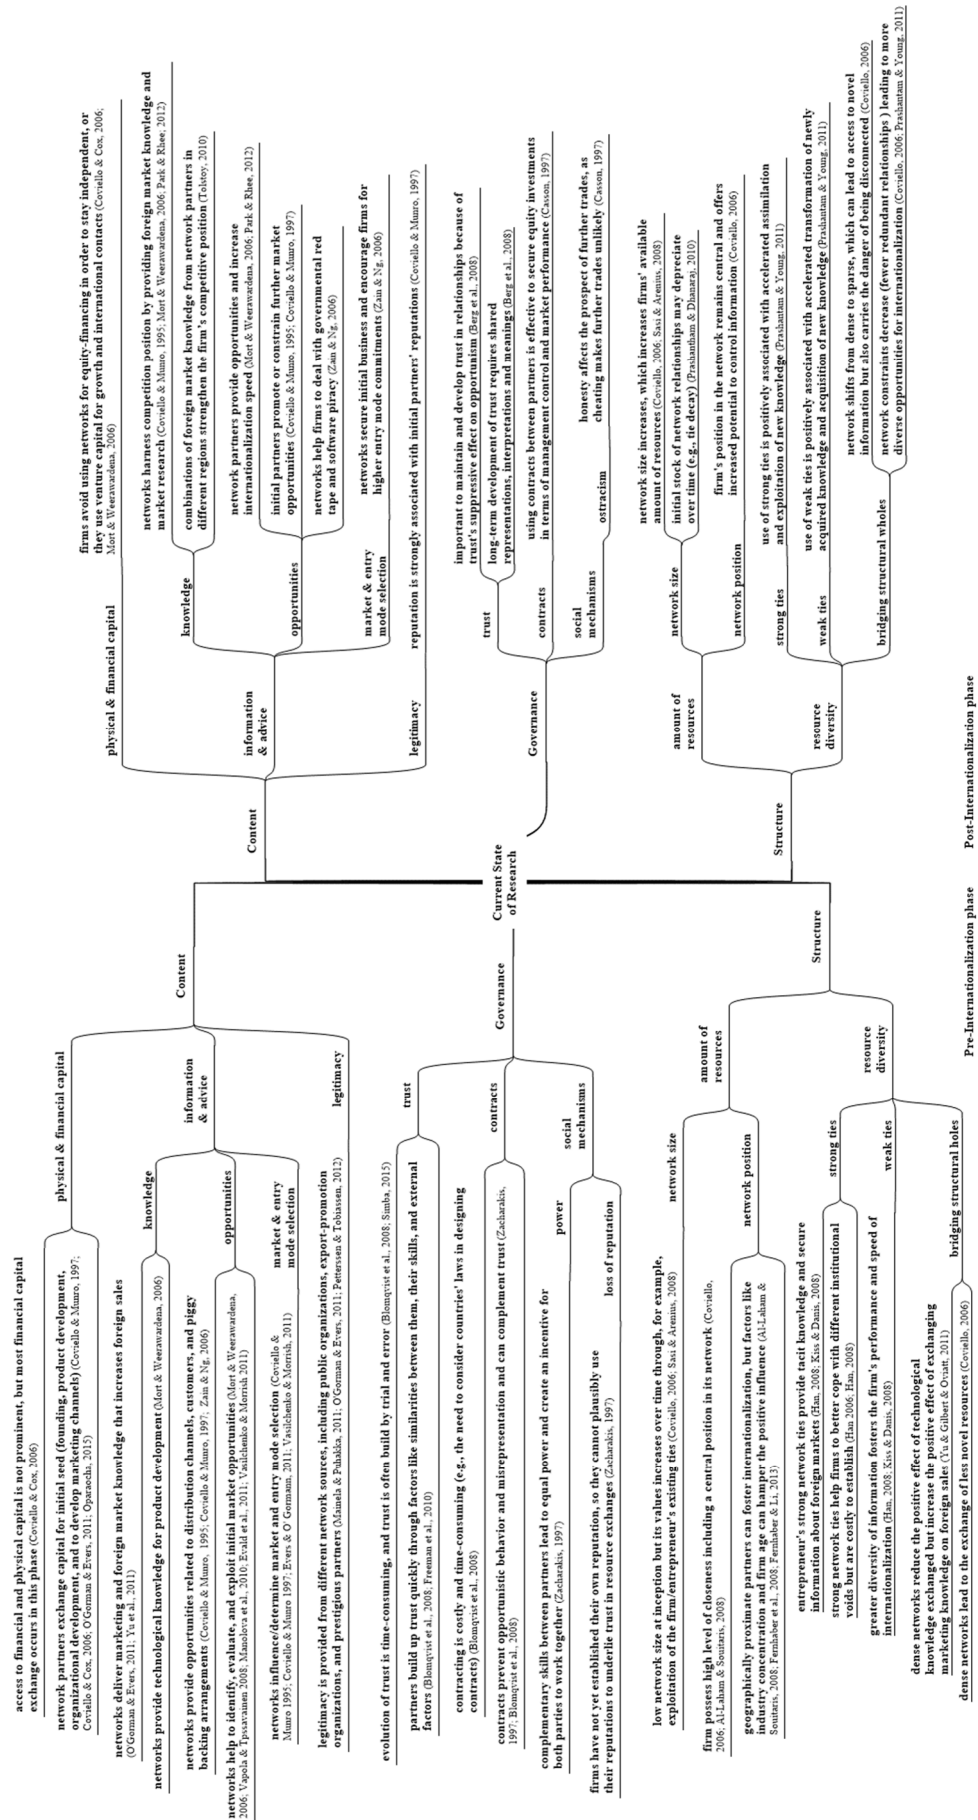 Current State
of Research
Pre-Internationalization phase
Content
physical & financial capital
access to financial and physical capital is not prominent, but most financial capital
exchange occurs in this phase (Coviello & Cox, 2006)
network partners exchange capital for initial seed (founding, product development,
organizational development, and to develop marketing channels) (Coviello & Munro, 1997;
Coviello & Cox, 2006; O'Gorman & Evers, 2011; Oparaocha, 2015)
information
& advice
knowledge
networks deliver marketing and foreign market knowledge that increases foreign sales
(O'Gorman & Evers, 2011; Yu et al., 2011)
networks provide technological knowledge for product development (Mort & Weerawardena, 2006)
opportunities
networks provide opportunities related to distribution channels, customers, and piggy
backing arrangements (Coviello & Munro, 1995; Coviello & Munro, 1997; Zain & Ng, 2006)
networks help to identify, evaluate, and exploit initial market opportunities (Mort & Weerawardena,
2006; Vapola & Tpssavainen 2008; Manolova et al., 2010; Evald et al., 2011; Vasilchenko & Morrish, 2011)
market & entry
mode selection
networks influence/determine market and entry mode selection (Coviello &
Munro 1995; Coviello & Munro 1997; Evers & O' Gormann, 2011; Vasilchenko & Morrish, 2011)
legitimacy
legitimacy is provided from different network sources, including public organizations, export-promotion
organizations, and prestigious partners (Mainela & Puhakka, 2011; O'Gorman & Evers, 2011; Petterssen & Tobiassen, 2012)
Governance
trust
evolution of trust is time-consuming, and trust is often build by trial and error (Blomqvist et al., 2008; Simba, 2015)
partners build up trust quickly through factors like similarities between them, their skills, and external
factors (Blomqvist et al., 2008; Freeman et al., 2010)
contracts
contracting is costly and time-consuming (e.g., the need to consider countries' laws in designing
contracts) (Blomqvist et al., 2008)
contracts prevent opportunistic behavior and misrepresentation and can complement trust (Zacharakis,
1997; Blomqvist et al., 2008)
social
mechanisms
power
complementary skills between partners lead to equal power and create an incentive for
both parties to work together (Zacharakis, 1997)
loss of reputation
firms have not yet established their own reputation, so they cannot plausibly use
their reputations to underlie trust in resource exchanges (Zacharakis, 1997)
Structure
amount of
resources
network size
low network size at inception but its values increases over time through, for example,
exploitation of the firm/entrepreneur's existing ties (Coviello, 2006; Sasi & Arenius, 2008)
network position
firm possess high level of closeness including a central position in its network (Coviello,
2006; Al-Laham & Souitaris, 2008)
geographically proximate partners can foster internationalization, but factors like
industry concentration and firm age can hamper the positive influence (Al-Laham &
Souitaris, 2008; Fernhaber et al., 2008; Fernhaber & Li, 2013)
resource
diversity
strong ties
entrepreneur's strong network ties provide tacit knowledge and secure
information about foreign markets (Han, 2008; Kiss & Danis, 2008)
strong network ties help firms to better cope with different institutional
voids but are costly to establish (Han 2006; Han, 2008)
weak ties
greater diversity of information fosters the firm's performance and speed of
internationalization (Han, 2008; Kiss & Danis, 2008)
bridging structural holes
dense networks reduce the positive effect of technological
knowledge exchanged but increase the positive effect of exchanging
marketing knowledge on foreign sales (Yu & Gilbert & Oviatt, 2011)
dense networks lead to the exchange of less novel resources (Coviello, 2006)
Post-Internationalization phase
Content
physical & financial capital
firms avoid using networks for equity-financing in order to stay independent, or
they use venture capital for growth and international contacts (Coviello & Cox, 2006;
Mort & Weerawardena, 2006)
information
& advice
knowledge
networks harness competition position by providing foreign market knowledge and
market research (Coviello & Munro, 1995; Mort & Weerawardena, 2006; Park & Rhee, 2012)
combinations of foreign market knowledge from network partners in
different regions strengthen the firm's competitive position (Tolstoy, 2010)
opportunities
network partners provide opportunities and increase
internationalization speed (Mort & Weerawardena, 2006; Park & Rhee, 2012)
initial partners promote or constrain further market
opportunities (Coviello & Munro, 1995; Coviello & Munro, 1997)
networks help firms to deal with governmental red
tape and software piracy (Zain & Ng, 2006)
market & entry
mode selection
networks secure initial business and encourage firms for
higher entry mode commitments (Zain & Ng, 2006)
legitimacy
reputation is strongly associated with initial partners' reputations (Coviello & Munro, 1997)
Governance
trust
important to maintain and develop trust in relationships because of
trust's suppressive effect on opportunism (Berg et al., 2008)
long-term development of trust requires shared
representations, interpretations and meanings (Berg et al., 2008)
contracts
using contracts between partners is effective to secure equity investments
in terms of management control and market performance (Casson, 1997)
social
mechanisms
ostracism
honesty affects the prospect of further trades, as
cheating makes further trades unlikely (Casson, 1997)
Structure
amount of
resources
network size
network size increases, which increases firms' available
amount of resources (Coviello, 2006; Sasi & Arenius, 2008)
initial stock of network relationships may depreciate
over time (e.g., tie decay) (Prashantham & Dhanaraj, 2010)
network position
firm's position in the network remains central and offers
increased potential to control information (Coviello, 2006)
resource
diversity
strong ties
use of strong ties is positively associated with accelerated assimilation
and exploitation of new knowledge (Prashantam & Young, 2011)
weak ties
use of weak ties is positively associated with accelerated transformation of newly
acquired knowledge and acquisition of new knowledge (Prashantam & Young, 2011)
bridging structural wholes
network shifts from dense to sparse, which can lead to access to novel
information but also carries the danger of being disconnected (Coviello, 2006)
network constraints decrease (fewer redundant relationships ) leading to more
diverse opportunities for internationalization (Coviello, 2006; Prashantam & Young, 2011)